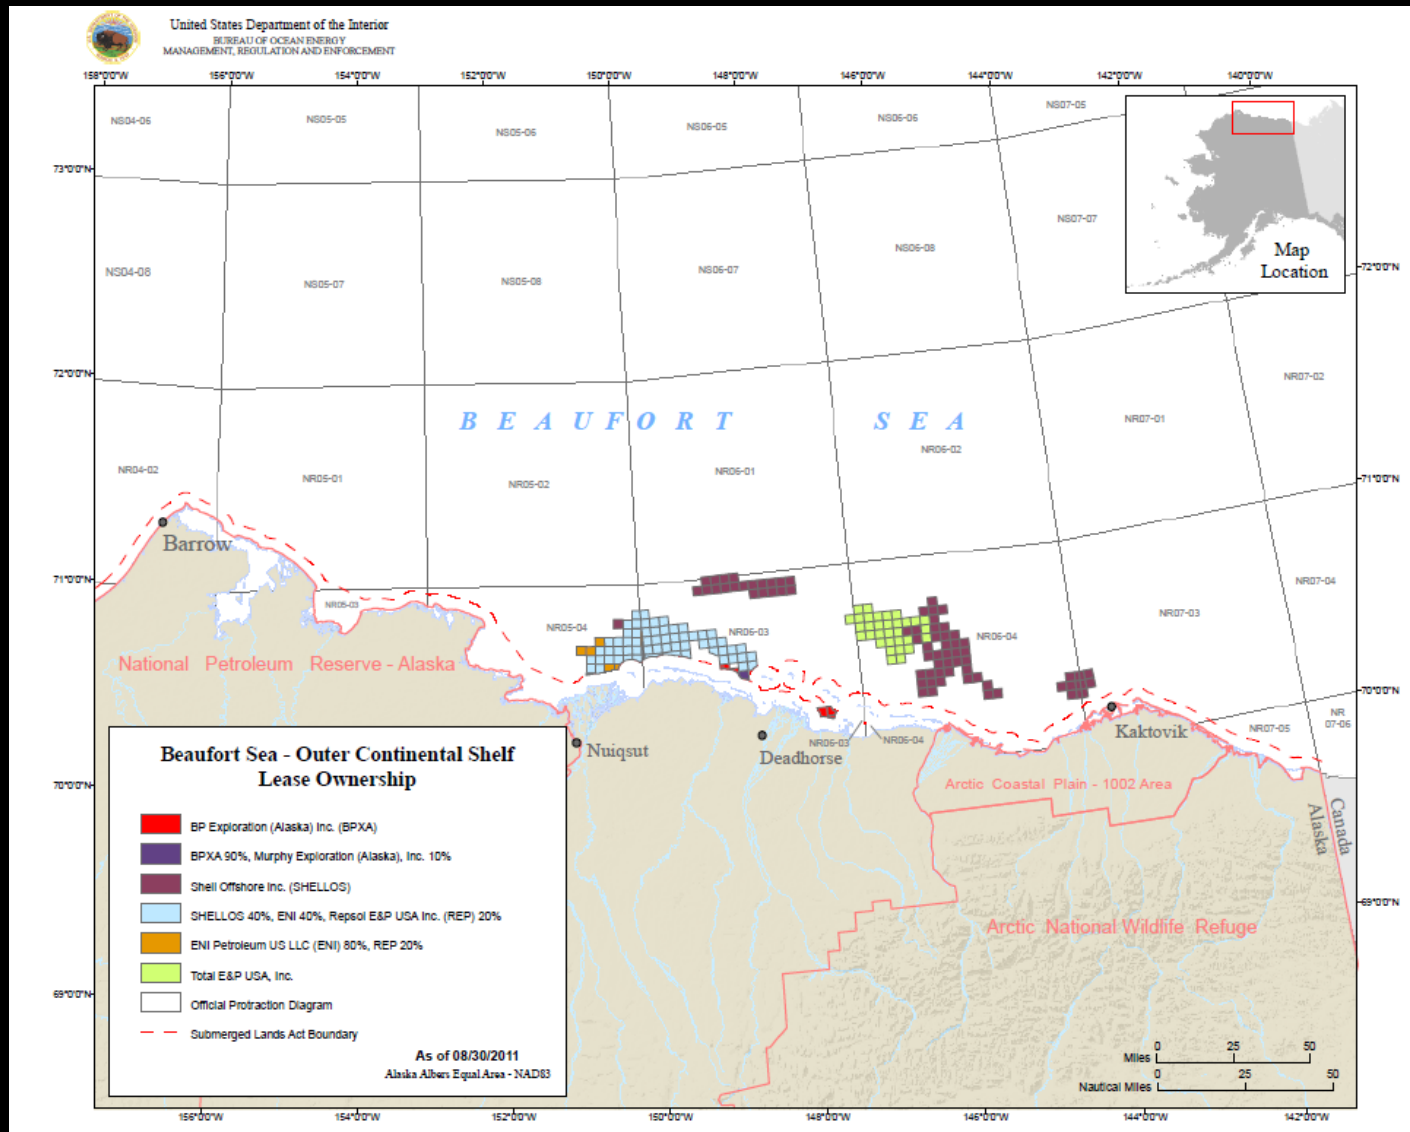 United States Department of the Interior
BUREAU OF OCEAN ENERGY
MANAGEMENT, REGULATION AND ENFORCEMENT
158°0'0"W 156°0'0"W 154°0'0"W 152°0'0"W 150°0'0"W 148°0'0"W 146°0'0"W 144°0'0"W 142°0'0"W 140°0'0"W
NS04-06 NS05-05 NS05-06 NS06-05 NS06-06 NS07-05
73°0'0"N
NS04-08 NS05-07 NS05-08 NS06-07 NS06-08 NS07-07
Map
Location
72°0'0"N
72°0'0"N
BEAUFORT SEA
NR04-02 NR05-01 NR05-02 NR06-01 NR06-02 NR07-01 NR07-02
71°0'0"N
Barrow
71°0'0"N
NR05-03 NR05-04 NR06-03 NR06-04 NR07-03 NR07-04
National Petroleum Reserve - Alaska
70°0'0"N
Nuiqsut
Deadhorse
NR06-03 NR06-04
Kaktovik
NR07-05
NR
07-06
Arctic Coastal Plain - 1002 Area
Canada
Alaska
70°0'0"N
69°0'0"N
Arctic National Wildlife Refuge
69°0'0"N
Beaufort Sea - Outer Continental Shelf
Lease Ownership
BP Exploration (Alaska) Inc. (BPXA)
BPXA 90%, Murphy Exploration (Alaska), Inc. 10%
Shell Offshore Inc. (SHELLOS)
SHELLOS 40%, ENI 40%, Repsol E&P USA Inc. (REP) 20%
ENI Petroleum US LLC (ENI) 80%, REP 20%
Total E&P USA, Inc.
Official Protraction Diagram
Submerged Lands Act Boundary
As of 08/30/2011
Alaska Albers Equal Area - NAD83
Miles 0 25 50
Nautical Miles 0 25 50
156°0'0"W 154°0'0"W 152°0'0"W 150°0'0"W 148°0'0"W 146°0'0"W 144°0'0"W 142°0'0"W